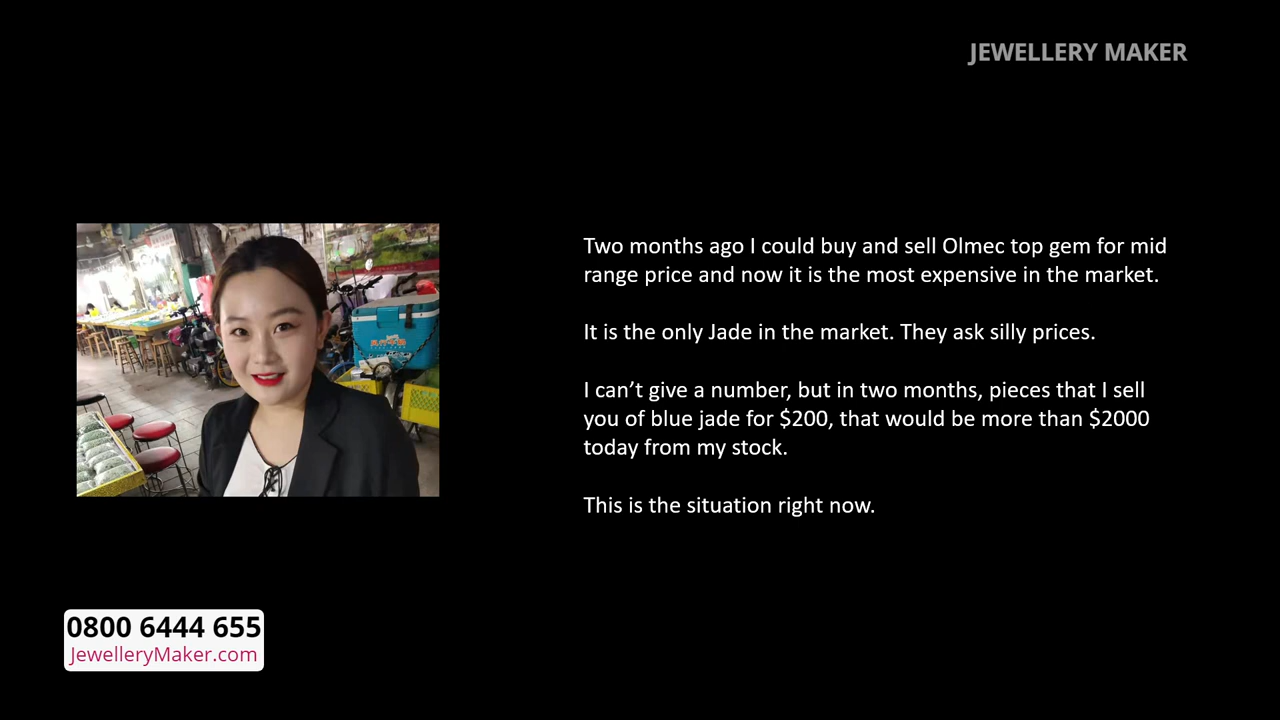 JEWELLERY MAKER
Two months ago I could buy and sell Olmec top gem for mid
range price and now it is the most expensive in the market.
It is the only Jade in the market. They ask silly prices.
I can’t give a number, but in two months, pieces that I sell
you of blue jade for $200, that would be more than $2000
today from my stock.
This is the situation right now.
0800 6444 655
JewelleryMaker.com